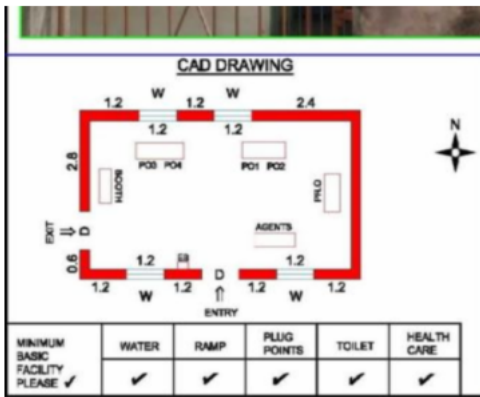 CAD DRAWING
1.2 W 1.2 W 2.4
1.2 1.2
N
2.8
PO3 PO4
PO1 PO2
BOOTH
PRLO
EXIT
D
AGENTS
0.6
1.2 1.2
1.2 W 1.2 D 1.2 W 1.2
ENTRY
MINIMUM BASIC FACILITY PLEASE ✓
WATER
RAMP
PLUG POINTS
TOILET
HEALTH CARE
✓ ✓ ✓ ✓ ✓